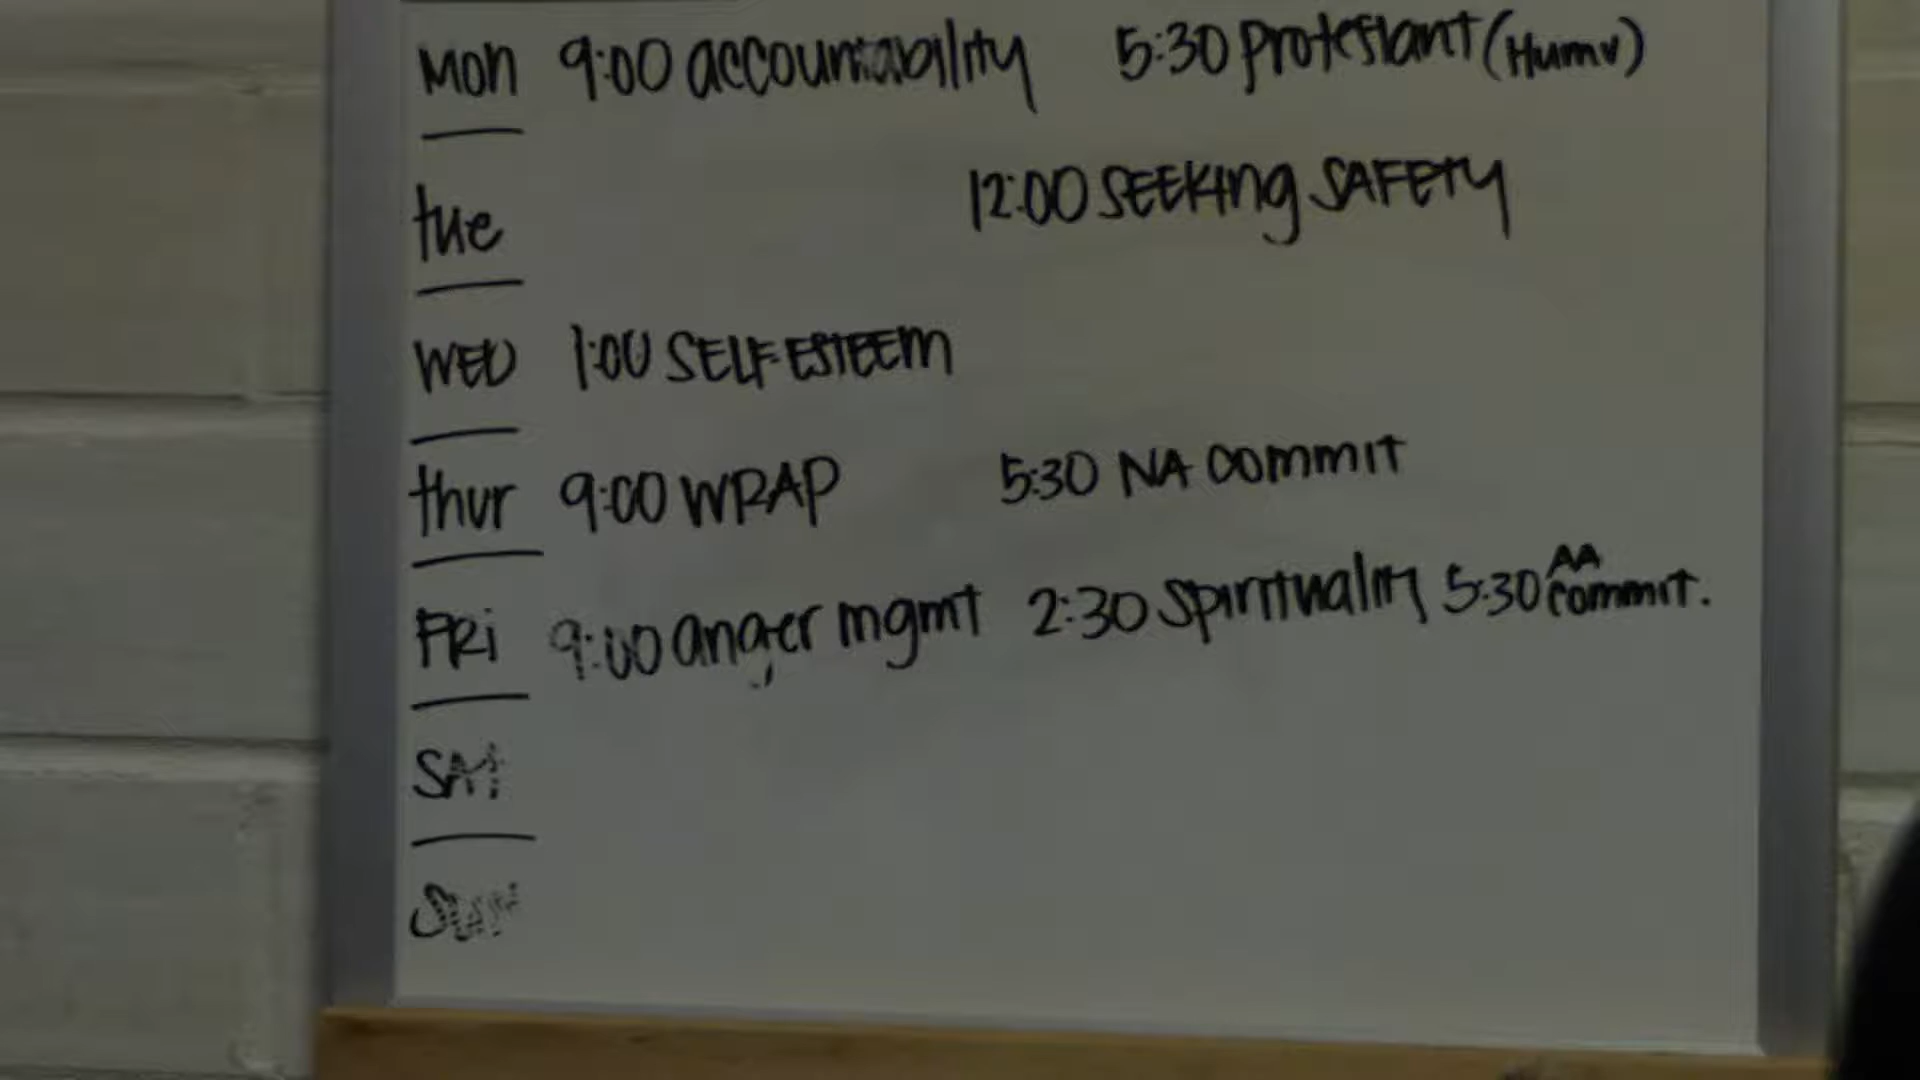 Mon 9:00 accountability 5:30 Protestant (Humv)
tue 12:00 SEEKing SAFETY
WED 1:00 SELF-ESTEEM
thur 9:00 WRAP 5:30 NA commit
FRi 9:00 anger mgmt 2:30 Spirituality 5:30 AA commit.
SAt
Sun